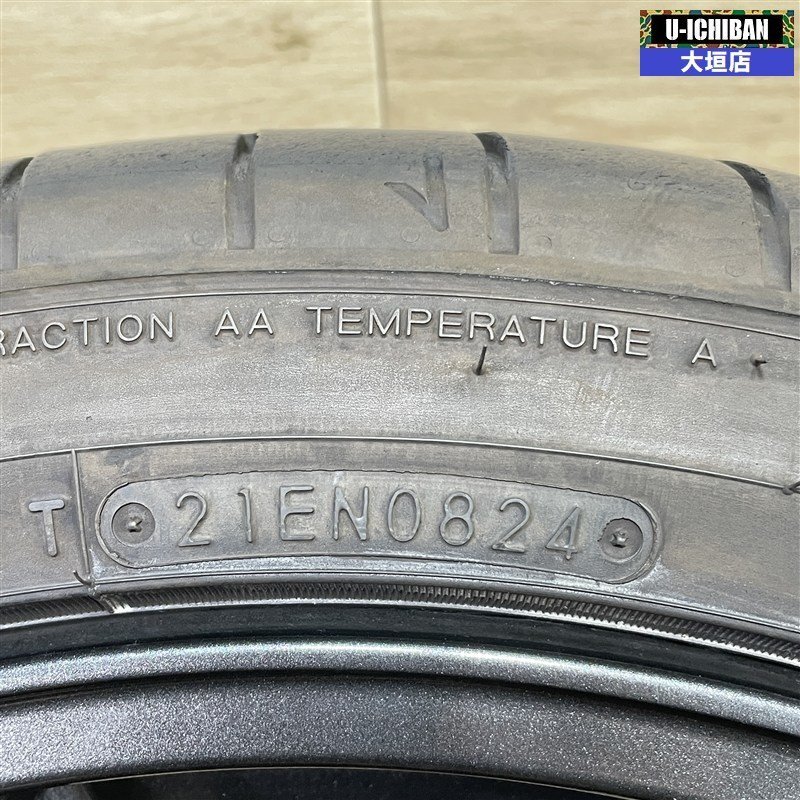 U-ICHIBAN
大垣店
RACTION AA TEMPERATURE A
T 21EN0824